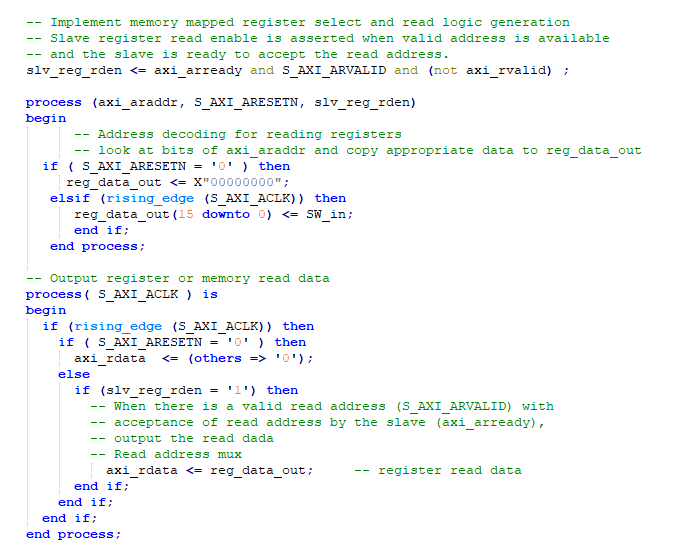 -- Implement memory mapped register select and read logic generation
-- Slave register read enable is asserted when valid address is available
-- and the slave is ready to accept the read address.
slv_reg_rden <= axi_arready and S_AXI_ARVALID and (not axi_rvalid) ;
process (axi_araddr, S_AXI_ARESETN, slv_reg_rden)
begin
-- Address decoding for reading registers
-- look at bits of axi_araddr and copy appropriate data to reg_data_out
if ( S_AXI_ARESETN = '0' ) then
reg_data_out <= X"00000000";
elsif (rising_edge (S_AXI_ACLK)) then
reg_data_out(15 downto 0) <= SW_in;
end if;
end process;
-- Output register or memory read data
process( S_AXI_ACLK ) is
begin
if (rising_edge (S_AXI_ACLK)) then
if ( S_AXI_ARESETN = '0' ) then
axi_rdata  <= (others => '0');
else
if (slv_reg_rden = '1') then
-- When there is a valid read address (S_AXI_ARVALID) with
-- acceptance of read address by the slave (axi_arready),
-- output the read dada
-- Read address mux
axi_rdata <= reg_data_out;     -- register read data
end if;
end if;
end if;
end process;